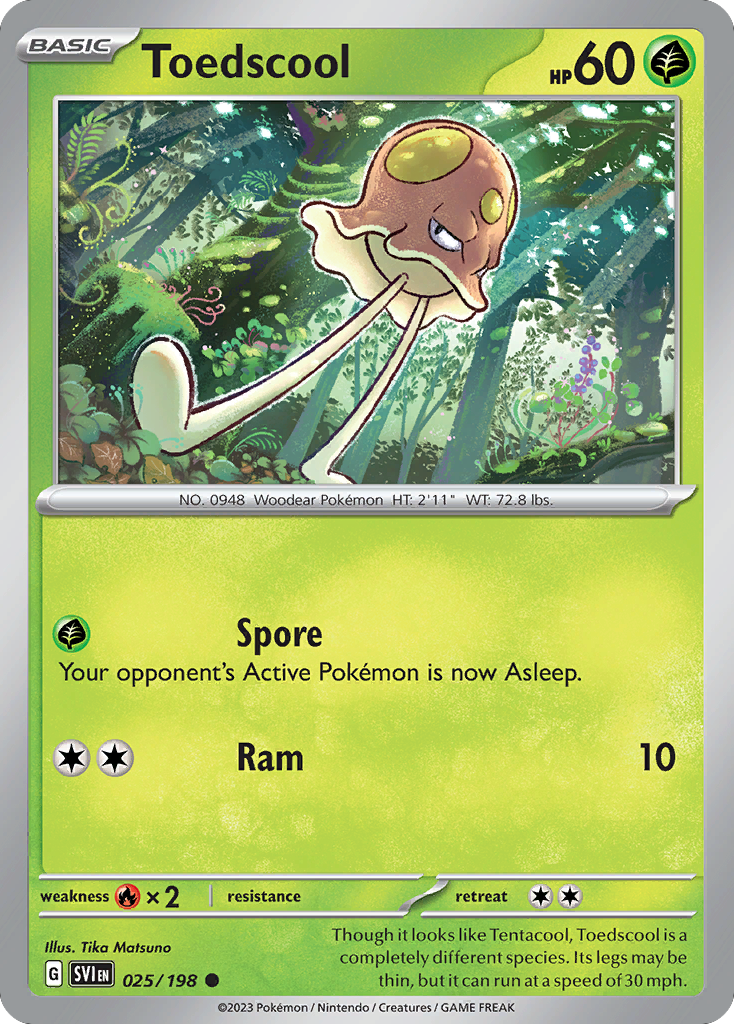 BASIC
Toedscool
HP60
NO. 0948 Woodear Pokémon HT: 2'11" WT: 72.8 lbs.
Spore
Your opponent's Active Pokémon is now Asleep.
Ram 10
weakness ×2 resistance retreat
Illus. Tika Matsuno
Though it looks like Tentacool, Toedscool is a
completely different species. Its legs may be
thin, but it can run at a speed of 30 mph.
G SVI EN 025/198
©2023 Pokémon / Nintendo / Creatures / GAME FREAK